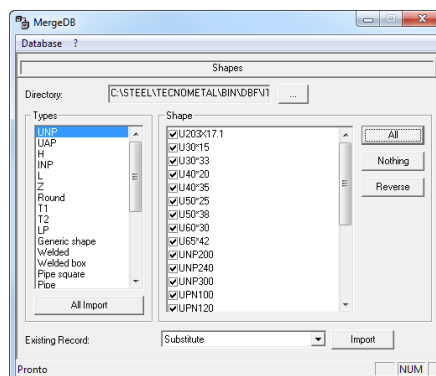 MergeDB
Database ?
Shapes
Directory: C:\STEEL\TECNOMETAL\BIN\DBF\IT ...
Types
UNP
UAP
H
INP
L
Z
Round
T1
T2
LP
Generic shape
Welded
Welded box
Pipe square
Pipe
All Import
Shape
U203X17.1
U30*15
U30*33
U40*20
U40*35
U50*25
U50*38
U60*30
U65*42
UNP200
UNP240
UNP300
UPN100
UPN120
All
Nothing
Reverse
Existing Record: Substitute Import
Pronto NUM